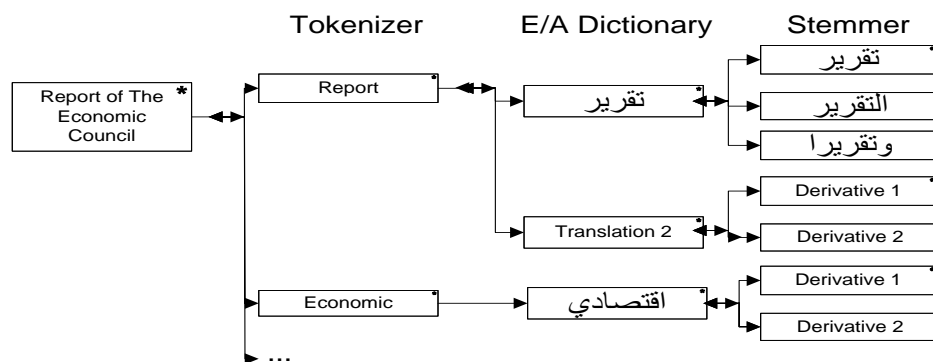 Tokenizer E/A Dictionary Stemmer
Report of The
Economic
Council
*
Report
*
تقرير
*
تقرير
*
التقرير
وتقريرا
Translation 2
*
Derivative 1
*
Derivative 2
Economic
*
اقتصادي
*
Derivative 1
*
Derivative 2
...